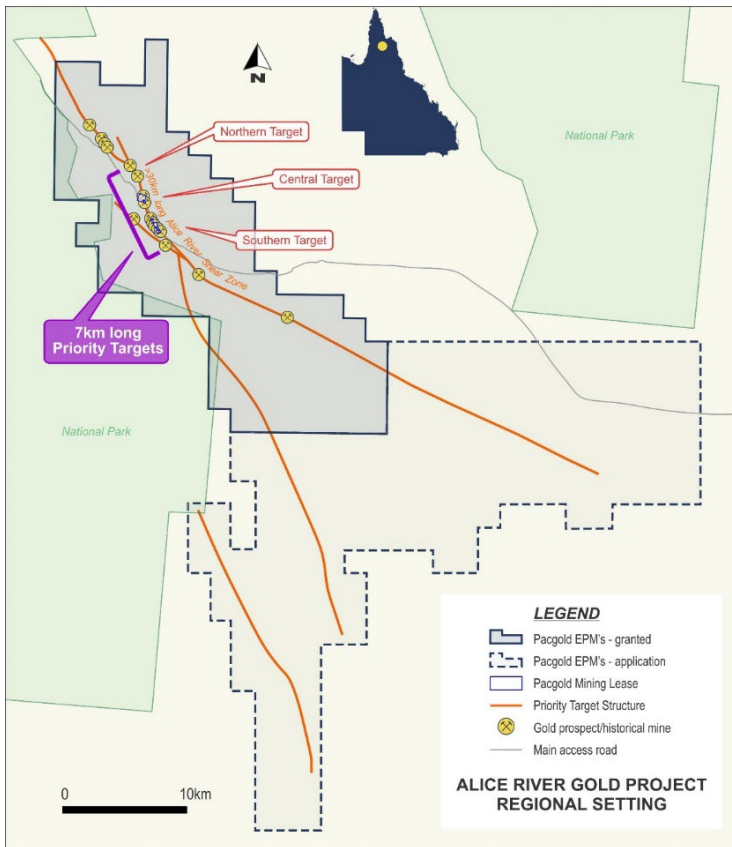 N
National Park
Northern Target
Central Target
Southern Target
>30km long Alice River Shear Zone
7km long
Priority Targets
National Park
LEGEND
Pacgold EPM's - granted
Pacgold EPM's - application
Pacgold Mining Lease
Priority Target Structure
Gold prospect/historical mine
Main access road
0
10km
ALICE RIVER GOLD PROJECT
REGIONAL SETTING